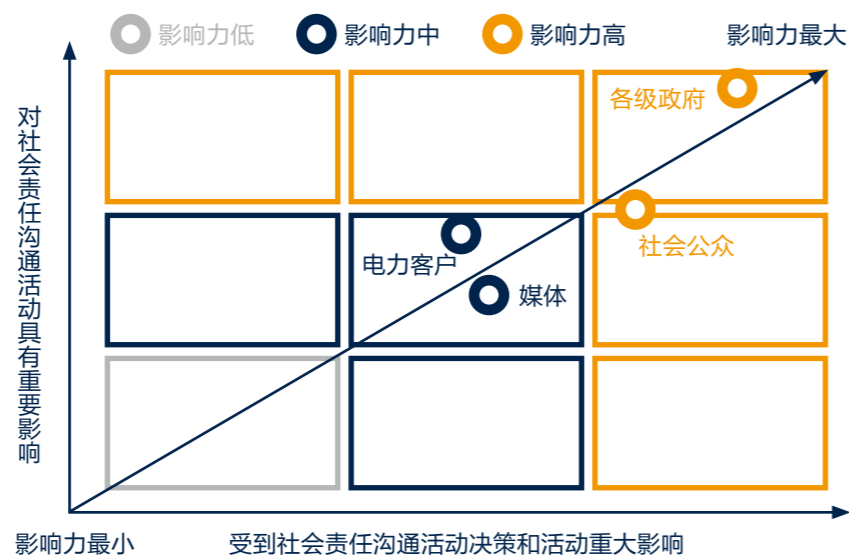 影响力低
影响力中
影响力高
影响力最大
对社会责任沟通活动具有重要影响
各级政府
社会公众
电力客户
媒体
影响力最小
受到社会责任沟通活动决策和活动重大影响